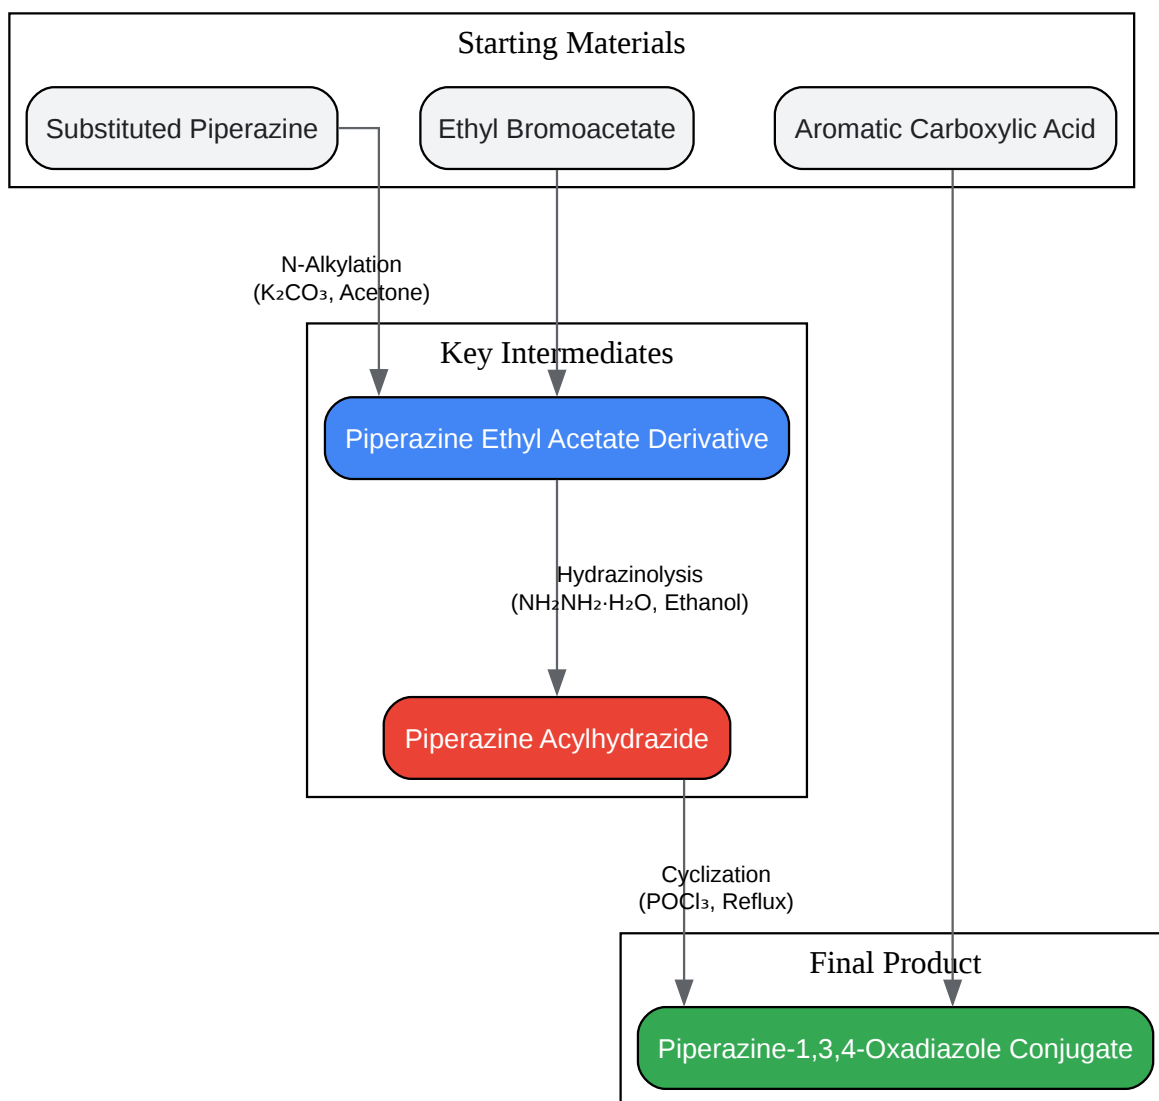 Starting Materials
Substituted Piperazine
Ethyl Bromoacetate
Aromatic Carboxylic Acid
N-Alkylation
(K₂CO₃, Acetone)
Key Intermediates
Piperazine Ethyl Acetate Derivative
Hydrazinolysis
(NH₂NH₂·H₂O, Ethanol)
Piperazine Acylhydrazide
Cyclization
(POCl₃, Reflux)
Final Product
Piperazine-1,3,4-Oxadiazole Conjugate